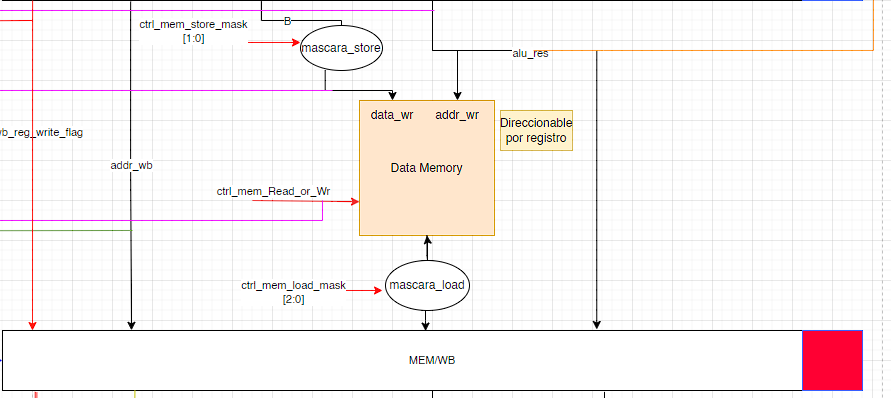 B
ctrl_mem_store_mask
[1:0]
mascara_store
alu_res
data_wr
addr_wr
Direccionable
por registro
vb_reg_write_flag
addr_wb
Data Memory
ctrl_mem_Read_or_Wr
ctrl_mem_load_mask
[2:0]
mascara_load
MEM/WB